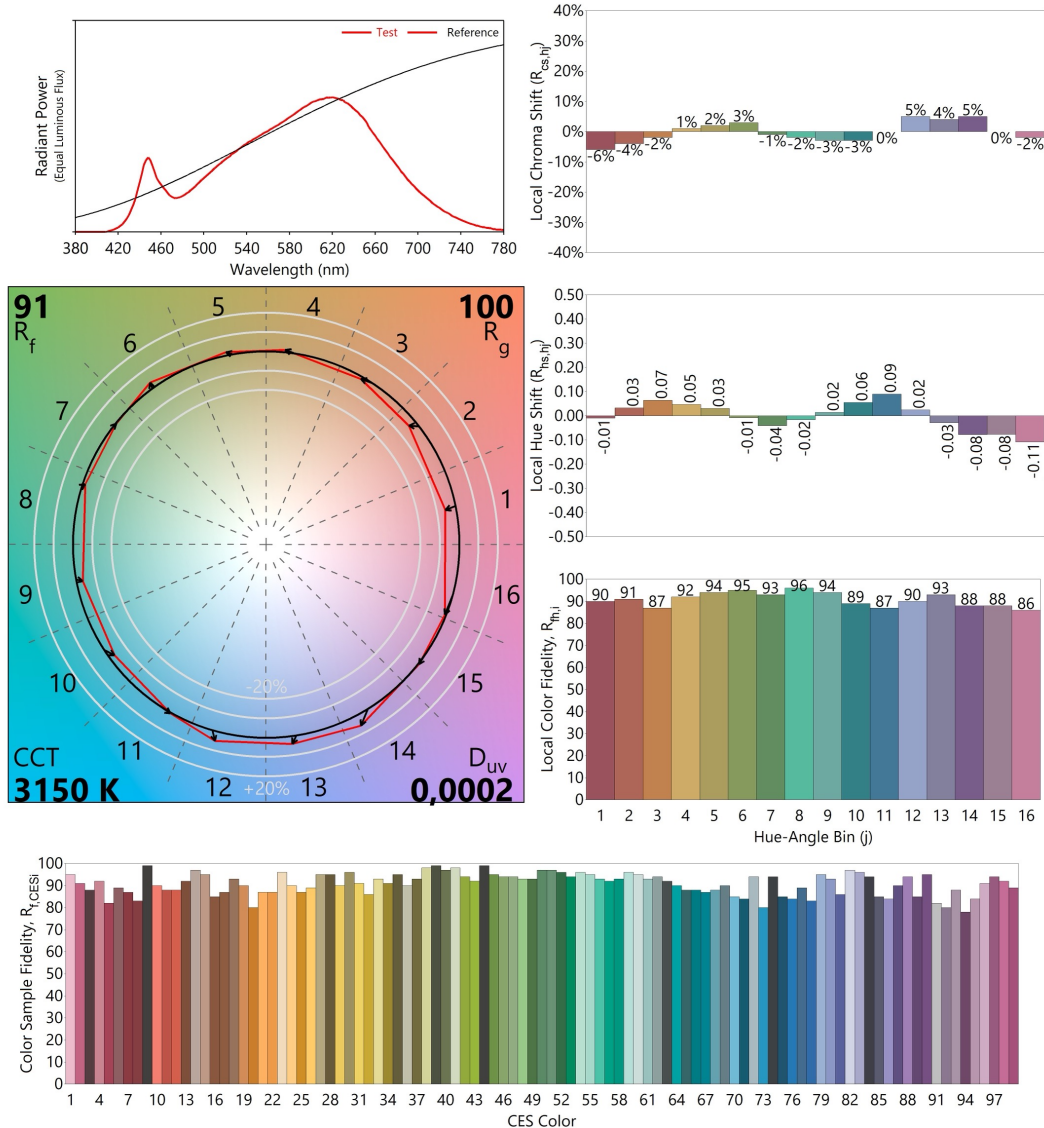 Radiant Power
(Equal Luminous Flux)
Test
Reference
380 420 460 500 540 580 620 660 700 740 780
Wavelength (nm)
Local Chroma Shift (Rcs,hj)
40%
30%
20%
10%
0%
-10%
-20%
-30%
-40%
-6% -4% -2% 1% 2% 3% -1% -2% -3% -3% 0% 5% 4% 5% 0% -2%
91
Rf
100
Rg
5 4
6 3
7 2
8 1
9 16
10 15
11 14
12 13
-20%
+20%
CCT
3150 K
Duv
0,0002
Local Hue Shift (Rhs,hj)
0.50
0.40
0.30
0.20
0.10
0.00
-0.10
-0.20
-0.30
-0.40
-0.50
-0.01 0.03 0.07 0.05 0.03 -0.01 -0.04 -0.02 0.02 0.06 0.09 0.02 -0.03 -0.08 -0.08 -0.11
Local Color Fidelity, Rfh,i
100
90
80
70
60
50
40
30
20
10
0
90 91 87 92 94 95 93 96 94 89 87 90 93 88 88 86
1 2 3 4 5 6 7 8 9 10 11 12 13 14 15 16
Hue-Angle Bin (j)
Color Sample Fidelity, Rf,CESi
100
90
80
70
60
50
40
30
20
10
0
1 4 7 10 13 16 19 22 25 28 31 34 37 40 43 46 49 52 55 58 61 64 67 70 73 76 79 82 85 88 91 94 97
CES Color